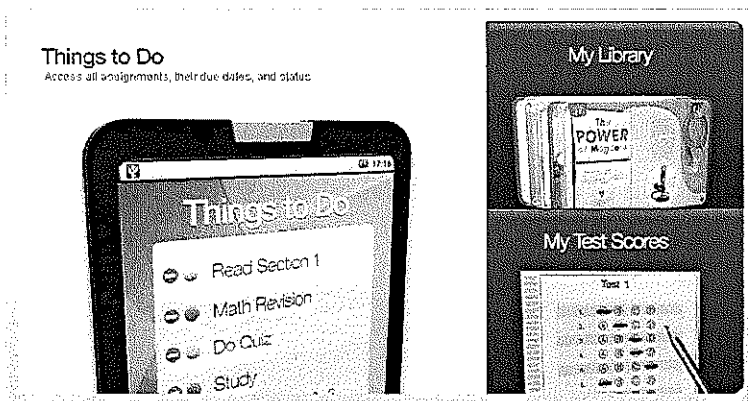 Things to Do
Access all assignments, their due dates, and status
17:16
Things to Do
Read Section 1
Math Revision
Do Quiz
Study
My Library
The
POWER
My Test Scores
Test 1